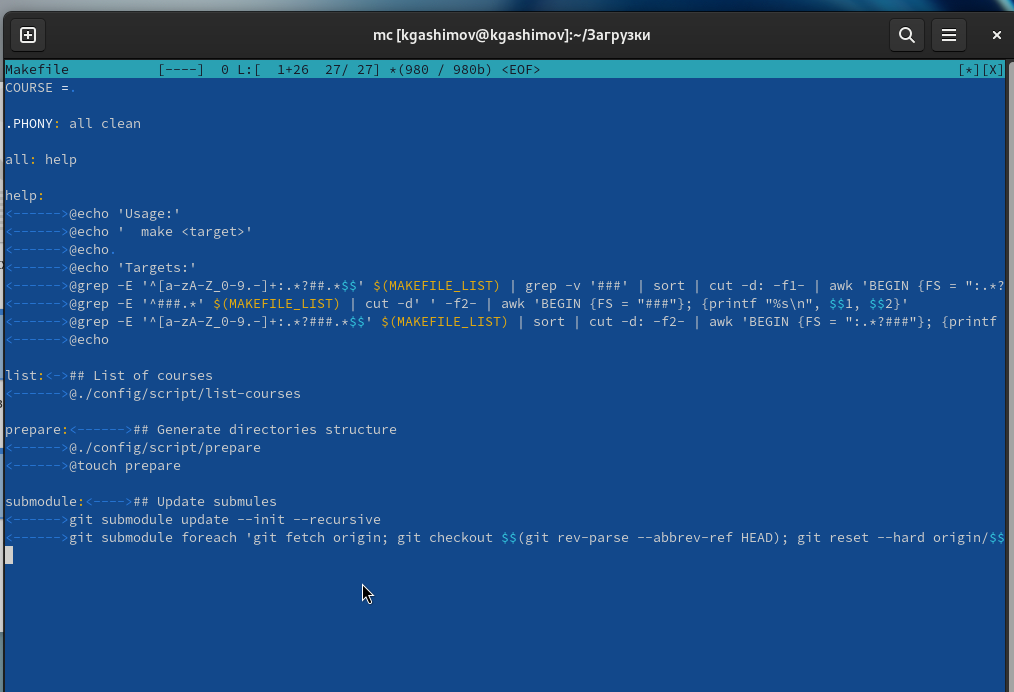 mc [kgashimov@kgashimov]:~/Загрузки
Makefile [----] 0 L:[ 1+26 27/ 27] *(980 / 980b) <EOF> [*][X]
COURSE =.
.PHONY: all clean
all: help
help:
<------>@echo 'Usage:'
<------>@echo '  make <target>'
<------>@echo.
<------>@echo 'Targets:'
<------>@grep -E '^[a-zA-Z_0-9.-]+:.*?##.*$$' $(MAKEFILE_LIST) | grep -v '###' | sort | cut -d: -f1- | awk 'BEGIN {FS = ":.*?
<------>@grep -E '^###.*' $(MAKEFILE_LIST) | cut -d' ' -f2- | awk 'BEGIN {FS = "###"}; {printf "%s\n", $$1, $$2}'
<------>@grep -E '^[a-zA-Z_0-9.-]+:.*?###.*$$' $(MAKEFILE_LIST) | sort | cut -d: -f2- | awk 'BEGIN {FS = ":.*?###"}; {printf
<------>@echo
list:<->## List of courses
<------>@./config/script/list-courses
prepare:<------>## Generate directories structure
<------>@./config/script/prepare
<------>@touch prepare
submodule:<---->## Update submules
<------>git submodule update --init --recursive
<------>git submodule foreach 'git fetch origin; git checkout $$(git rev-parse --abbrev-ref HEAD); git reset --hard origin/$$